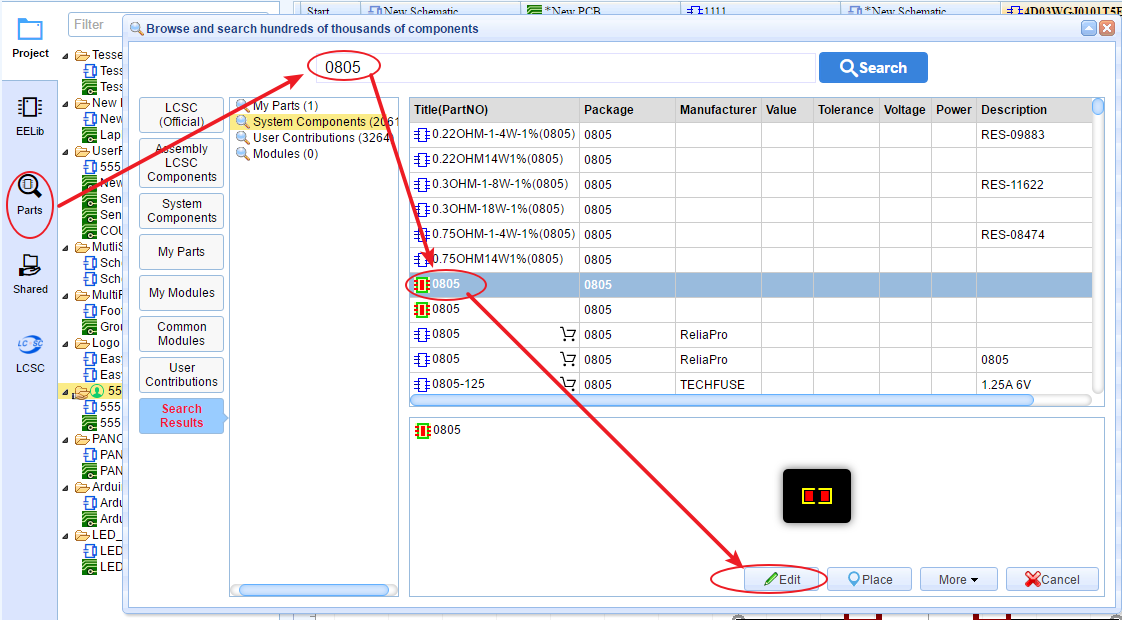 Start
New Schematic
*New PCB
1111
*New Schematic
4D03WGJ0101T5E
Project
EELib
Parts
Shared
LCSC
Filter
Tesse
Tess
Tess
New
New
Lap
UserF
555
New
Sen
Sen
COU
MutliS
Sch
Sch
MultiF
Foo
Grou
Logo
Easy
Easy
555
555
555
PANC
PAN
PAN
Ardui
Ardu
Ardu
LED_
LED
LED
Browse and search hundreds of thousands of components
0805
Search
LCSC
(Official)
Assembly
LCSC
Components
System
Components
My Parts
My Modules
Common
Modules
User
Contributions
Search
Results
My Parts (1)
System Components (2061
User Contributions (3264
Modules (0)
Title(PartNO) Package Manufacturer Value Tolerance Voltage Power Description
0.22OHM-1-4W-1%(0805) 0805 RES-09883
0.22OHM14W1%(0805) 0805
0.3OHM-1-8W-1%(0805) 0805 RES-11622
0.3OHM-18W-1%(0805) 0805
0.75OHM-1-4W-1%(0805) 0805 RES-08474
0.75OHM14W1%(0805) 0805
0805 0805
0805 0805
0805 0805 ReliaPro
0805 0805 ReliaPro 0805
0805-125 0805 TECHFUSE 1.25A 6V
0805
Edit
Place
More
Cancel